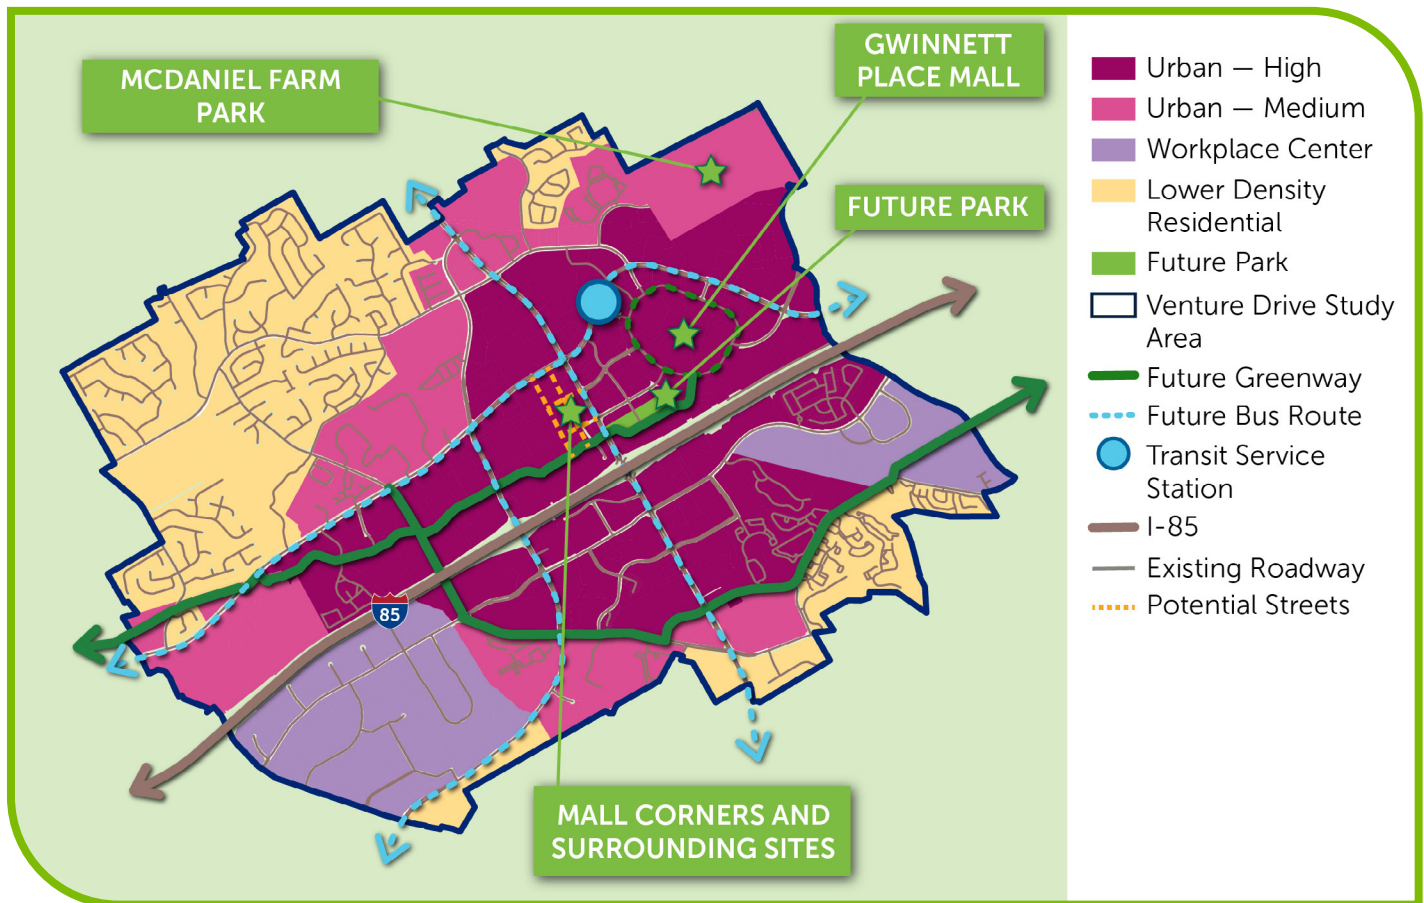 MCDANIEL FARM
PARK
GWINNETT
PLACE MALL
FUTURE PARK
85
MALL CORNERS AND
SURROUNDING SITES
Urban — High
Urban — Medium
Workplace Center
Lower Density
Residential
Future Park
Venture Drive Study
Area
Future Greenway
Future Bus Route
Transit Service
Station
I-85
Existing Roadway
Potential Streets